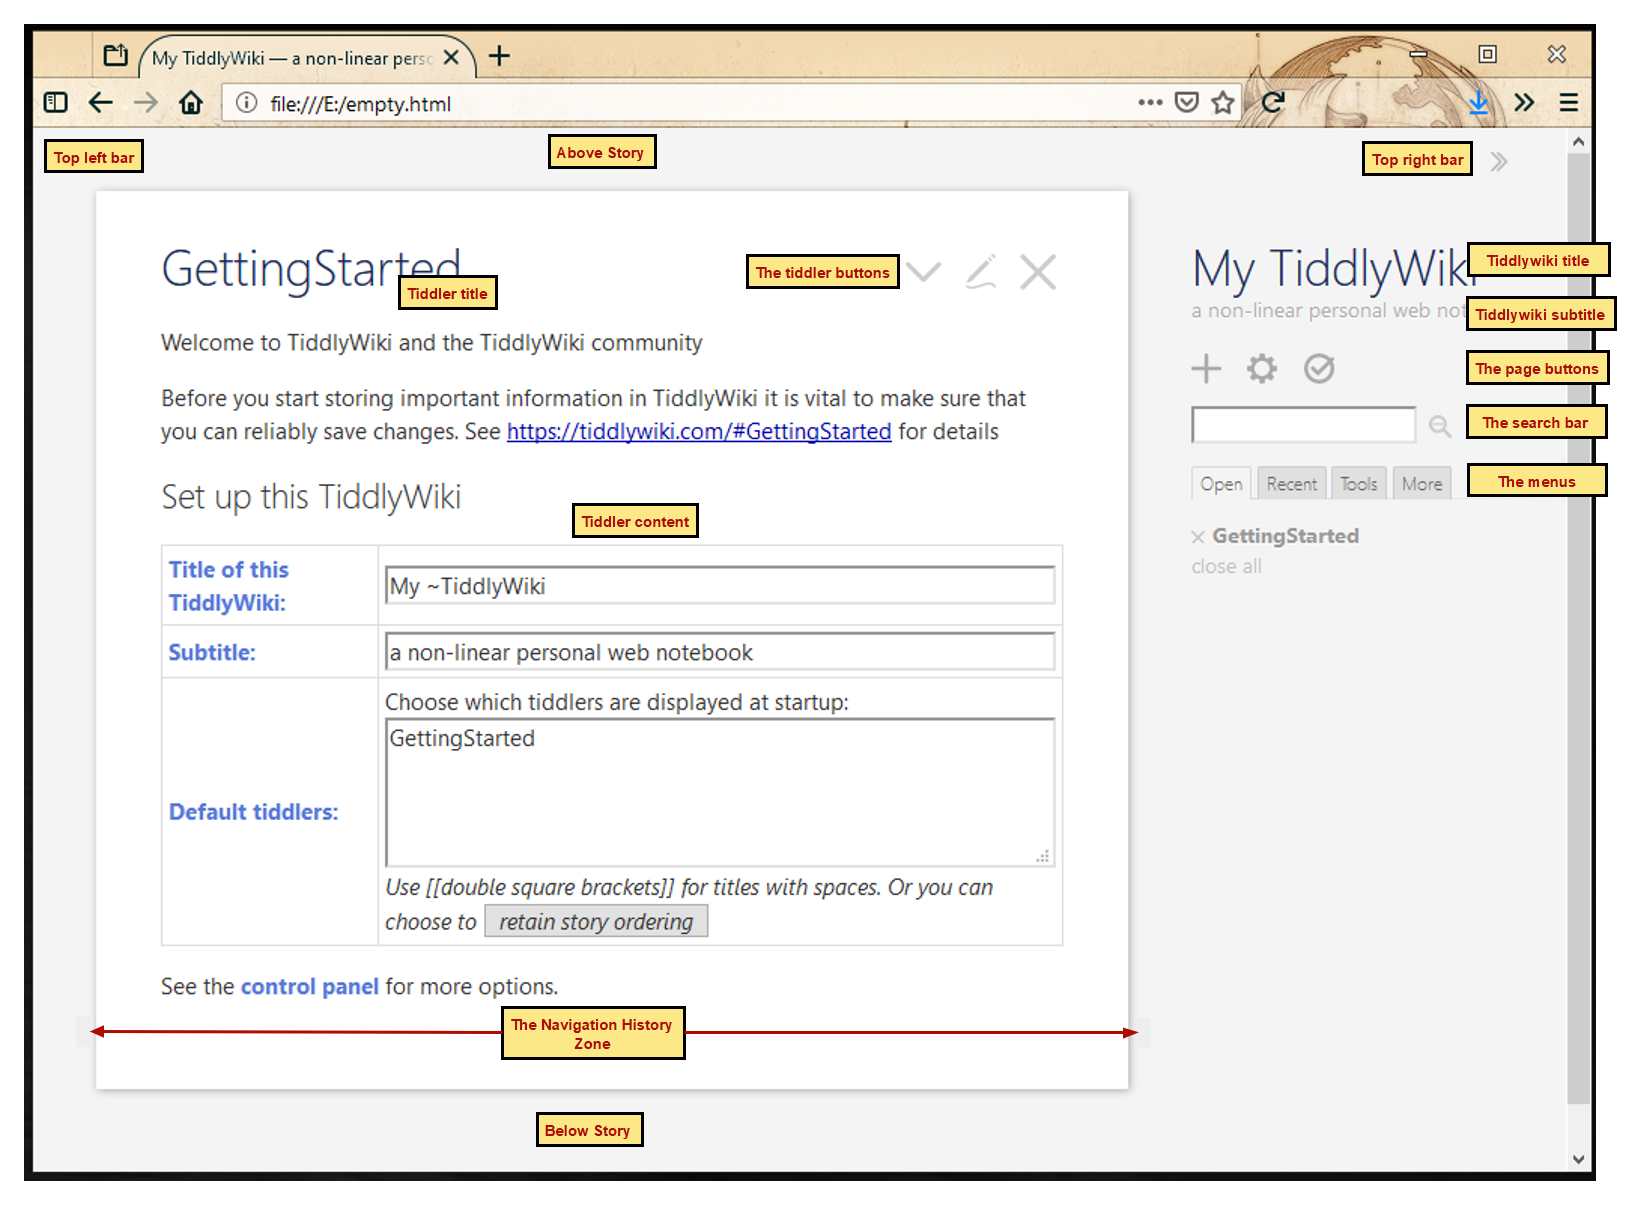 My TiddlyWiki — a non-linear perso
file:///E:/empty.html
Top left bar
Above Story
Top right bar
GettingStarted
Tiddler title
The tiddler buttons
Welcome to TiddlyWiki and the TiddlyWiki community
Before you start storing important information in TiddlyWiki it is vital to make sure that
you can reliably save changes. See https://tiddlywiki.com/#GettingStarted for details
Set up this TiddlyWiki
Tiddler content
Title of this
TiddlyWiki:
My ~TiddlyWiki
Subtitle:
a non-linear personal web notebook
Default tiddlers:
Choose which tiddlers are displayed at startup:
GettingStarted
Use [[double square brackets]] for titles with spaces. Or you can
choose to retain story ordering
See the control panel for more options.
The Navigation History
Zone
Below Story
My TiddlyWiki
Tiddlywiki title
a non-linear personal web not
Tiddlywiki subtitle
The page buttons
The search bar
Open Recent Tools More
The menus
GettingStarted
close all